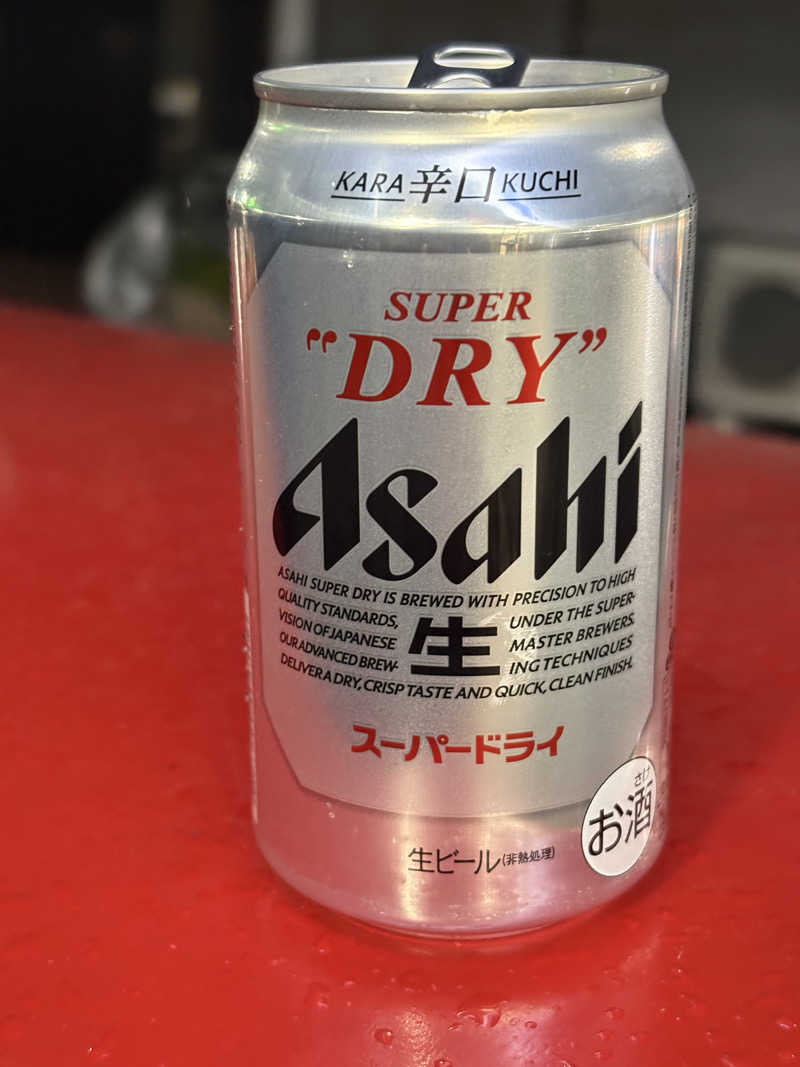 KARA 辛口 KUCHI
SUPER
"DRY"
Asahi
ASAHI SUPER DRY IS BREWED WITH PRECISION TO HIGH
QUALITY STANDARDS, UNDER THE SUPER-
VISION OF JAPANESE MASTER BREWERS.
OUR ADVANCED BREW- ING TECHNIQUES
DELIVER A DRY, CRISP TASTE AND QUICK, CLEAN FINISH.
生
スーパードライ
さけ
お酒
生ビール(非熱処理)